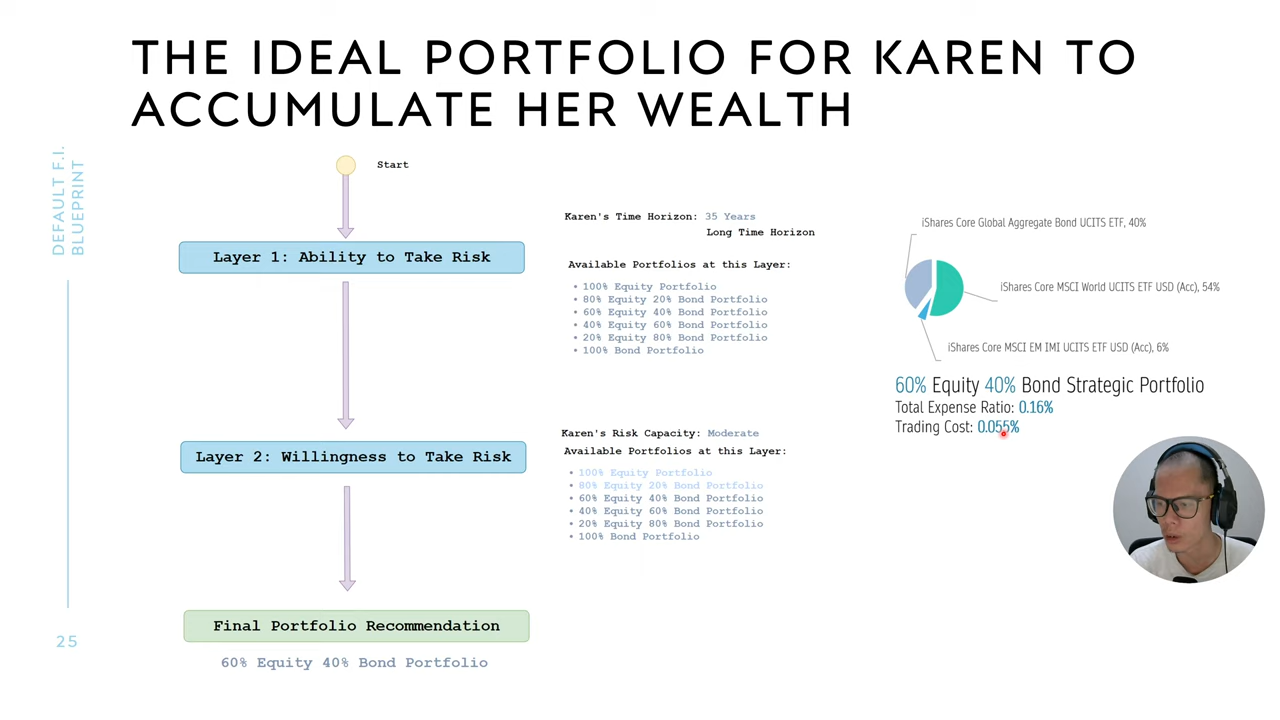 THE IDEAL PORTFOLIO FOR KAREN TO
ACCUMULATE HER WEALTH
DEFAULT F.I.
BLUEPRINT
25
Start
Layer 1: Ability to Take Risk
Layer 2: Willingness to Take Risk
Final Portfolio Recommendation
60% Equity 40% Bond Portfolio
Karen's Time Horizon: 35 Years
Long Time Horizon
Available Portfolios at this Layer:
• 100% Equity Portfolio
• 80% Equity 20% Bond Portfolio
• 60% Equity 40% Bond Portfolio
• 40% Equity 60% Bond Portfolio
• 20% Equity 80% Bond Portfolio
• 100% Bond Portfolio
Karen's Risk Capacity: Moderate
Available Portfolios at this Layer:
• 100% Equity Portfolio
• 80% Equity 20% Bond Portfolio
• 60% Equity 40% Bond Portfolio
• 40% Equity 60% Bond Portfolio
• 20% Equity 80% Bond Portfolio
• 100% Bond Portfolio
iShares Core Global Aggregate Bond UCITS ETF, 40%
iShares Core MSCI World UCITS ETF USD (Acc), 54%
iShares Core MSCI EM IMI UCITS ETF USD (Acc), 6%
60% Equity 40% Bond Strategic Portfolio
Total Expense Ratio: 0.16%
Trading Cost: 0.055%